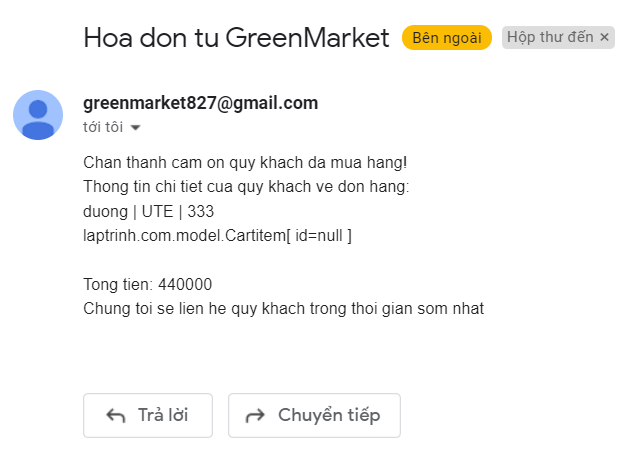 Hoa don tu GreenMarket Bên ngoài Hộp thư đến ×
greenmarket827@gmail.com
tới tôi
Chan thanh cam on quy khach da mua hang!
Thong tin chi tiet cua quy khach ve don hang:
duong | UTE | 333
laptrinh.com.model.Cartitem[ id=null ]
Tong tien: 440000
Chung toi se lien he quy khach trong thoi gian som nhat
Trả lời Chuyển tiếp